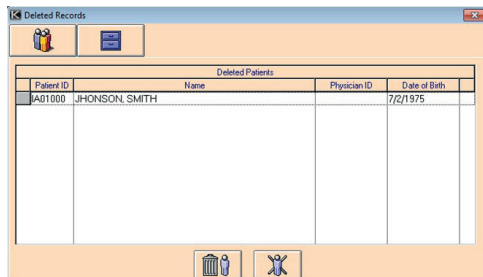 Deleted Records
Deleted Patients
Patient ID Name Physician ID Date of Birth
IA01000 JHONSON, SMITH 7/2/1975